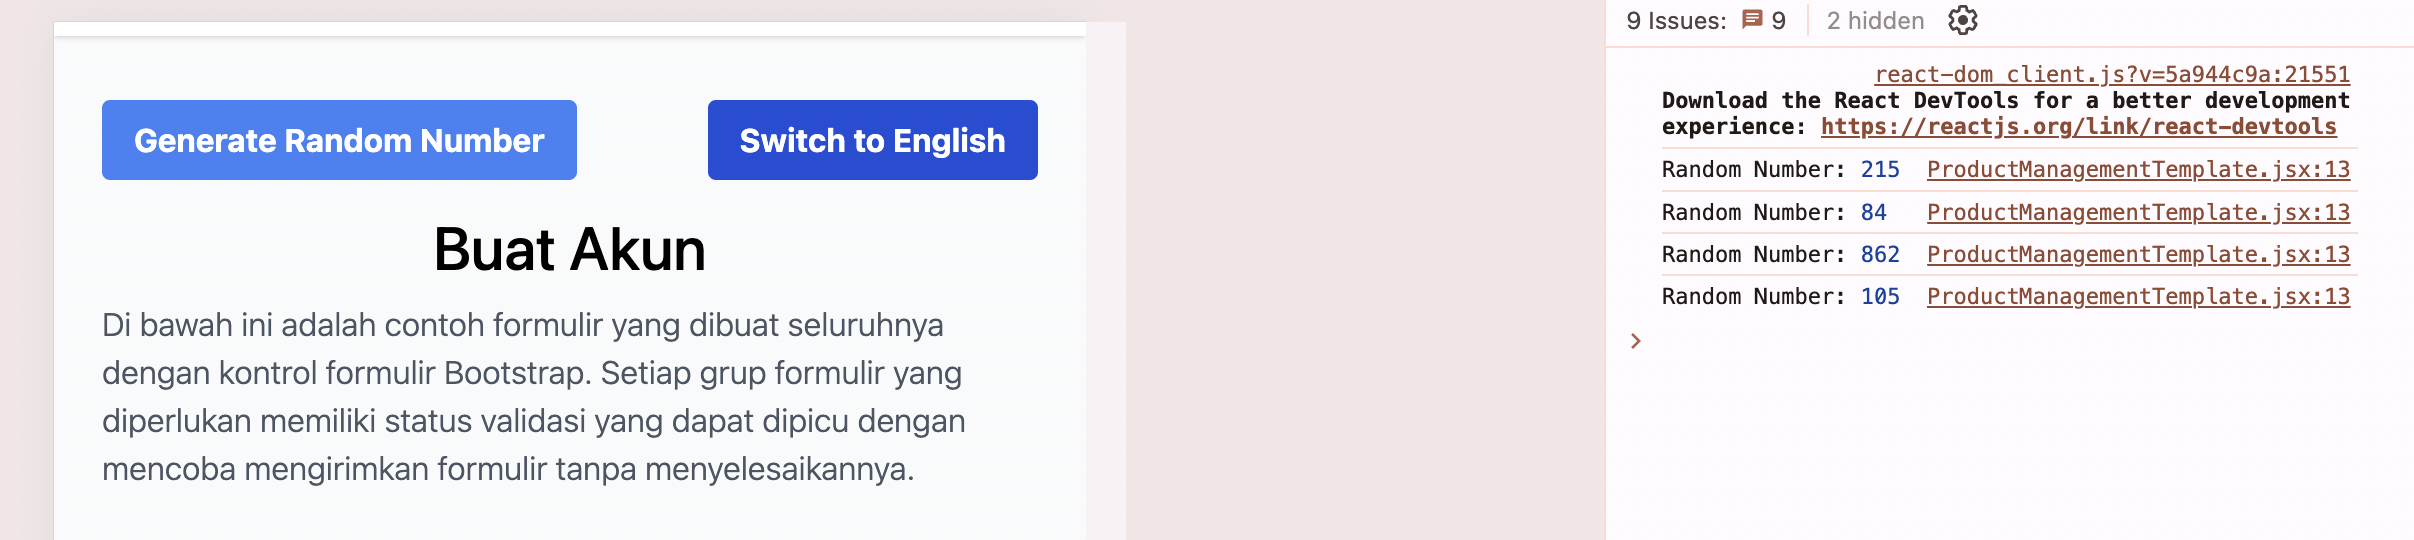 Generate Random Number
Switch to English
Buat Akun
Di bawah ini adalah contoh formulir yang dibuat seluruhnya
dengan kontrol formulir Bootstrap. Setiap grup formulir yang
diperlukan memiliki status validasi yang dapat dipicu dengan
mencoba mengirimkan formulir tanpa menyelesaikannya.
9 Issues: 9 2 hidden
react-dom_client.js?v=5a944c9a:21551
Download the React DevTools for a better development
experience: https://reactjs.org/link/react-devtools
Random Number: 215 ProductManagementTemplate.jsx:13
Random Number: 84 ProductManagementTemplate.jsx:13
Random Number: 862 ProductManagementTemplate.jsx:13
Random Number: 105 ProductManagementTemplate.jsx:13